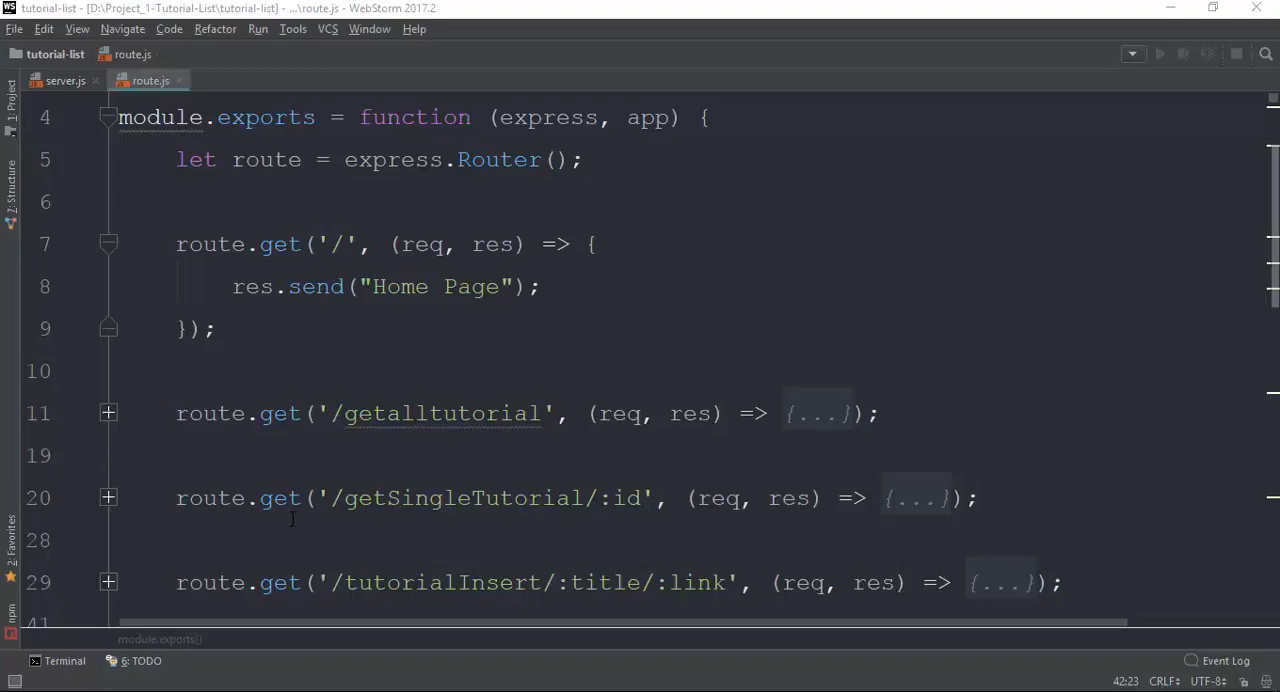 WS tutorial-list - [D:\Project_1-Tutorial-List\tutorial-list] - ...\route.js - WebStorm 2017.2
File Edit View Navigate Code Refactor Run Tools VCS Window Help
tutorial-list route.js
server.js route.js
1: Project
7: Structure
2: Favorites
npm
4 module.exports = function (express, app) {
5 let route = express.Router();
6
7 route.get('/', (req, res) => {
8 res.send("Home Page");
9 });
10
11 route.get('/getalltutorial', (req, res) => {...});
19
20 route.get('/getSingleTutorial/:id', (req, res) => {...});
28
29 route.get('/tutorialInsert/:title/:link', (req, res) => {...});
41
module.exports()
Terminal 6: TODO Event Log
42:23 CRLF UTF-8